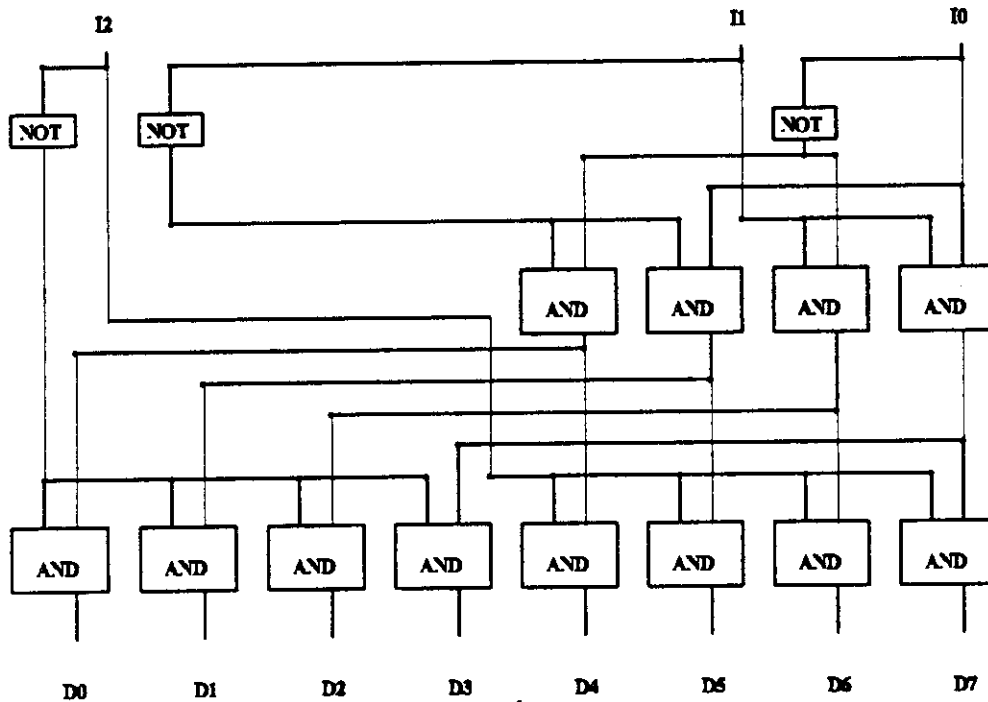 I2 I1 I0
NOT NOT NOT
AND AND AND AND
AND AND AND AND AND AND AND AND
D0 D1 D2 D3 D4 D5 D6 D7